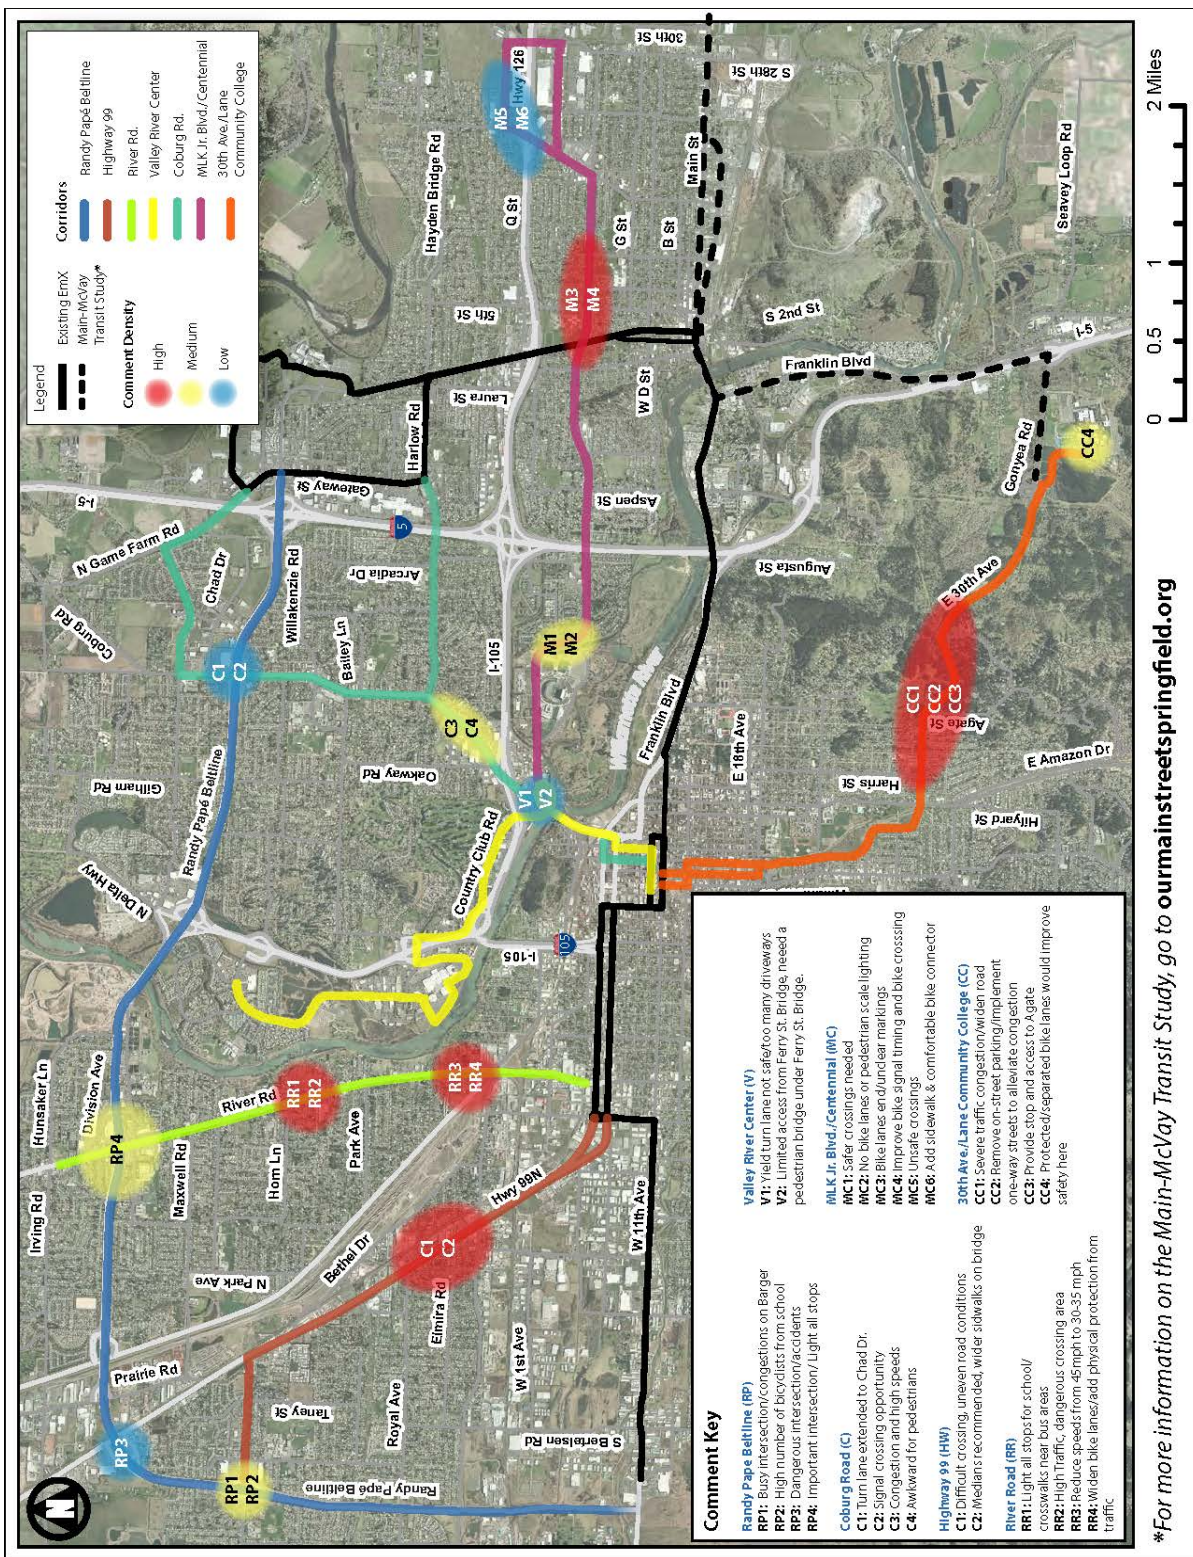 Legend
Existing EmX
Main-McVay
Transit Study*
Comment Density
High
Medium
Low
Corridors
Randy Papé Beltline
Highway 99
River Rd.
Valley River Center
Coburg Rd.
MLK Jr. Blvd./Centennial
30th Ave./Lane
Community College
N
Hunsaker Ln
Irving Rd
Division Ave
Maxwell Rd
River Rd
Horn Ln
Park Ave
N Park Ave
Bethel Dr
Prairie Rd
Elmira Rd
Hwy 99N
Taney St
Royal Ave
W 1st Ave
S Bertelsen Rd
W 11th Ave
Randy Papé Beltline
RP1
RP2
RP3
RP4
RR1
RR2
RR3
RR4
C1
C2
N Delta Hwy
Gilham Rd
Randy Papé Beltline
Country Club Rd
Oakway Rd
I-105
105
Coburg Rd
N Game Farm Rd
Chad Dr
Willakenzie Rd
Bailey Ln
Arcadia Dr
C1
C2
C3
C4
V1
V2
M1
M2
I-105
I-5
5
Gateway St
Harlow Rd
Laura St
5th St
Hayden Bridge Rd
Q St
Hwy 126
M5
M6
M3
M4
G St
B St
W D St
Aspen St
Main St
30th St
S 28th St
S 2nd St
Franklin Blvd
I-5
Seavey Loop Rd
Gonyea Rd
CC4
E 30th Ave
Augusta St
Willamette River
Franklin Blvd
E 18th Ave
Harris St
Agate St
CC1
CC2
CC3
E Amazon Dr
Hilyard St
Comment Key
Randy Pape Beltline (RP)
RP1: Busy intersection/congestions on Barger
RP2: High number of bicyclists from school
RP3: Dangerous intersection/accidents
RP4: Important intersection/ Light all stops
Coburg Road (C)
C1: Turn lane extended to Chad Dr.
C2: Signal crossing opportunity
C3: Congestion and high speeds
C4: Awkward for pedestrians
Highway 99 (HW)
C1: Difficult crossing, uneven road conditions
C2: Medians recommended, wider sidwalks on bridge
River Road (RR)
RR1: Light all stops for school/
crosswalks near bus areas
RR2: High Traffic, dangerous crossing area
RR3: Reduce speeds from 45mph to 30-35 mph
RR4: Widen bike lanes/add physical protection from
traffic
Valley River Center (V)
V1: Yield turn lane not safe/too many driveways
V2: Limited access from Ferry St. Bridge, need a
pedestrian bridge under Ferry St. Bridge.
MLK Jr. Blvd./Centennial (MC)
MC1: Safer crossings needed
MC2: No bike lanes or pedestrian scale lighting
MC3: Bike lanes end/unclear markings
MC4: Improve bike signal timing and bike crosssing
MC5: Unsafe crossings
MC6: Add sidewalk & comfortable bike connector
30th Ave./Lane Community College (CC)
CC1: Severe traffic congestion/widen road
CC2: Remove on-street parking/implement
one-way streets to alleviate congestion
CC3: Provide stop and access to Agate
CC4: Protected/separated bike lanes would improve
safety here
0 0.5 1 2 Miles
*For more information on the Main-McVay Transit Study, go to ourmainstreetspringfield.org